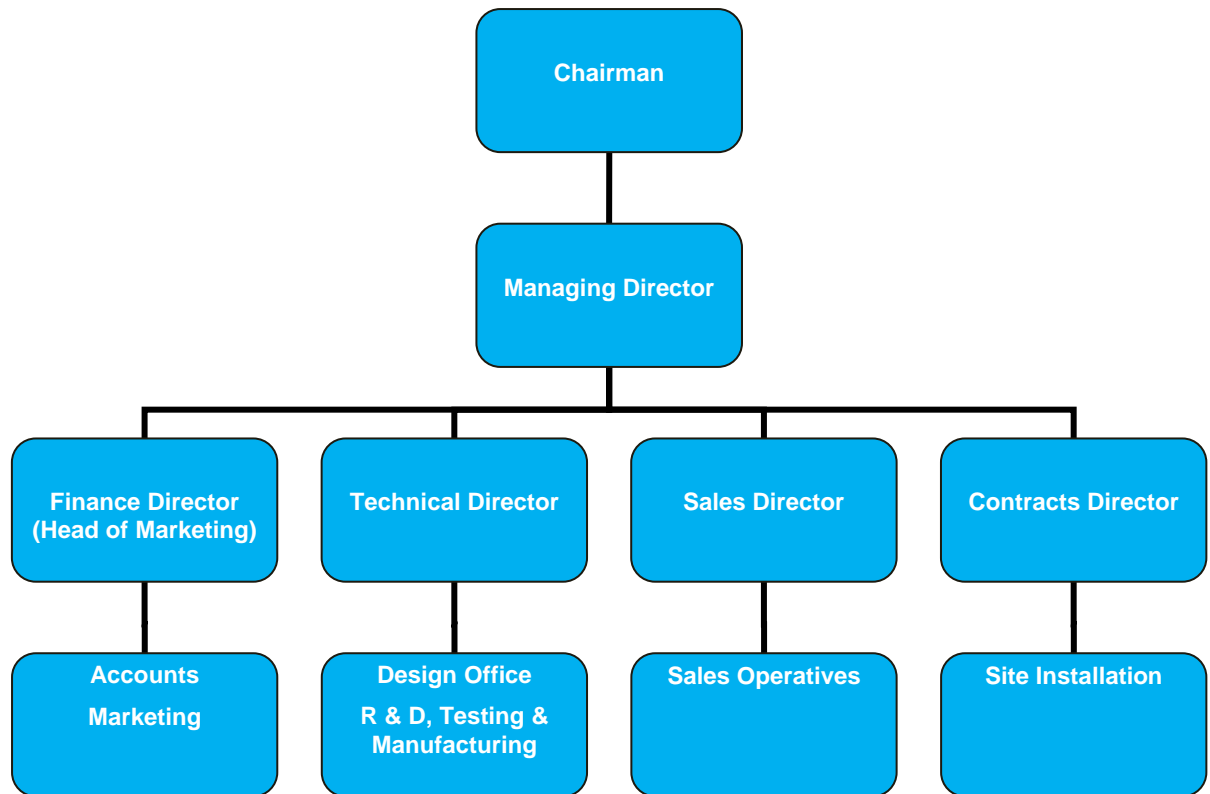 Chairman
Managing Director
Finance Director
(Head of Marketing)
Technical Director
Sales Director
Contracts Director
Accounts
Marketing
Design Office
R & D, Testing &
Manufacturing
Sales Operatives
Site Installation